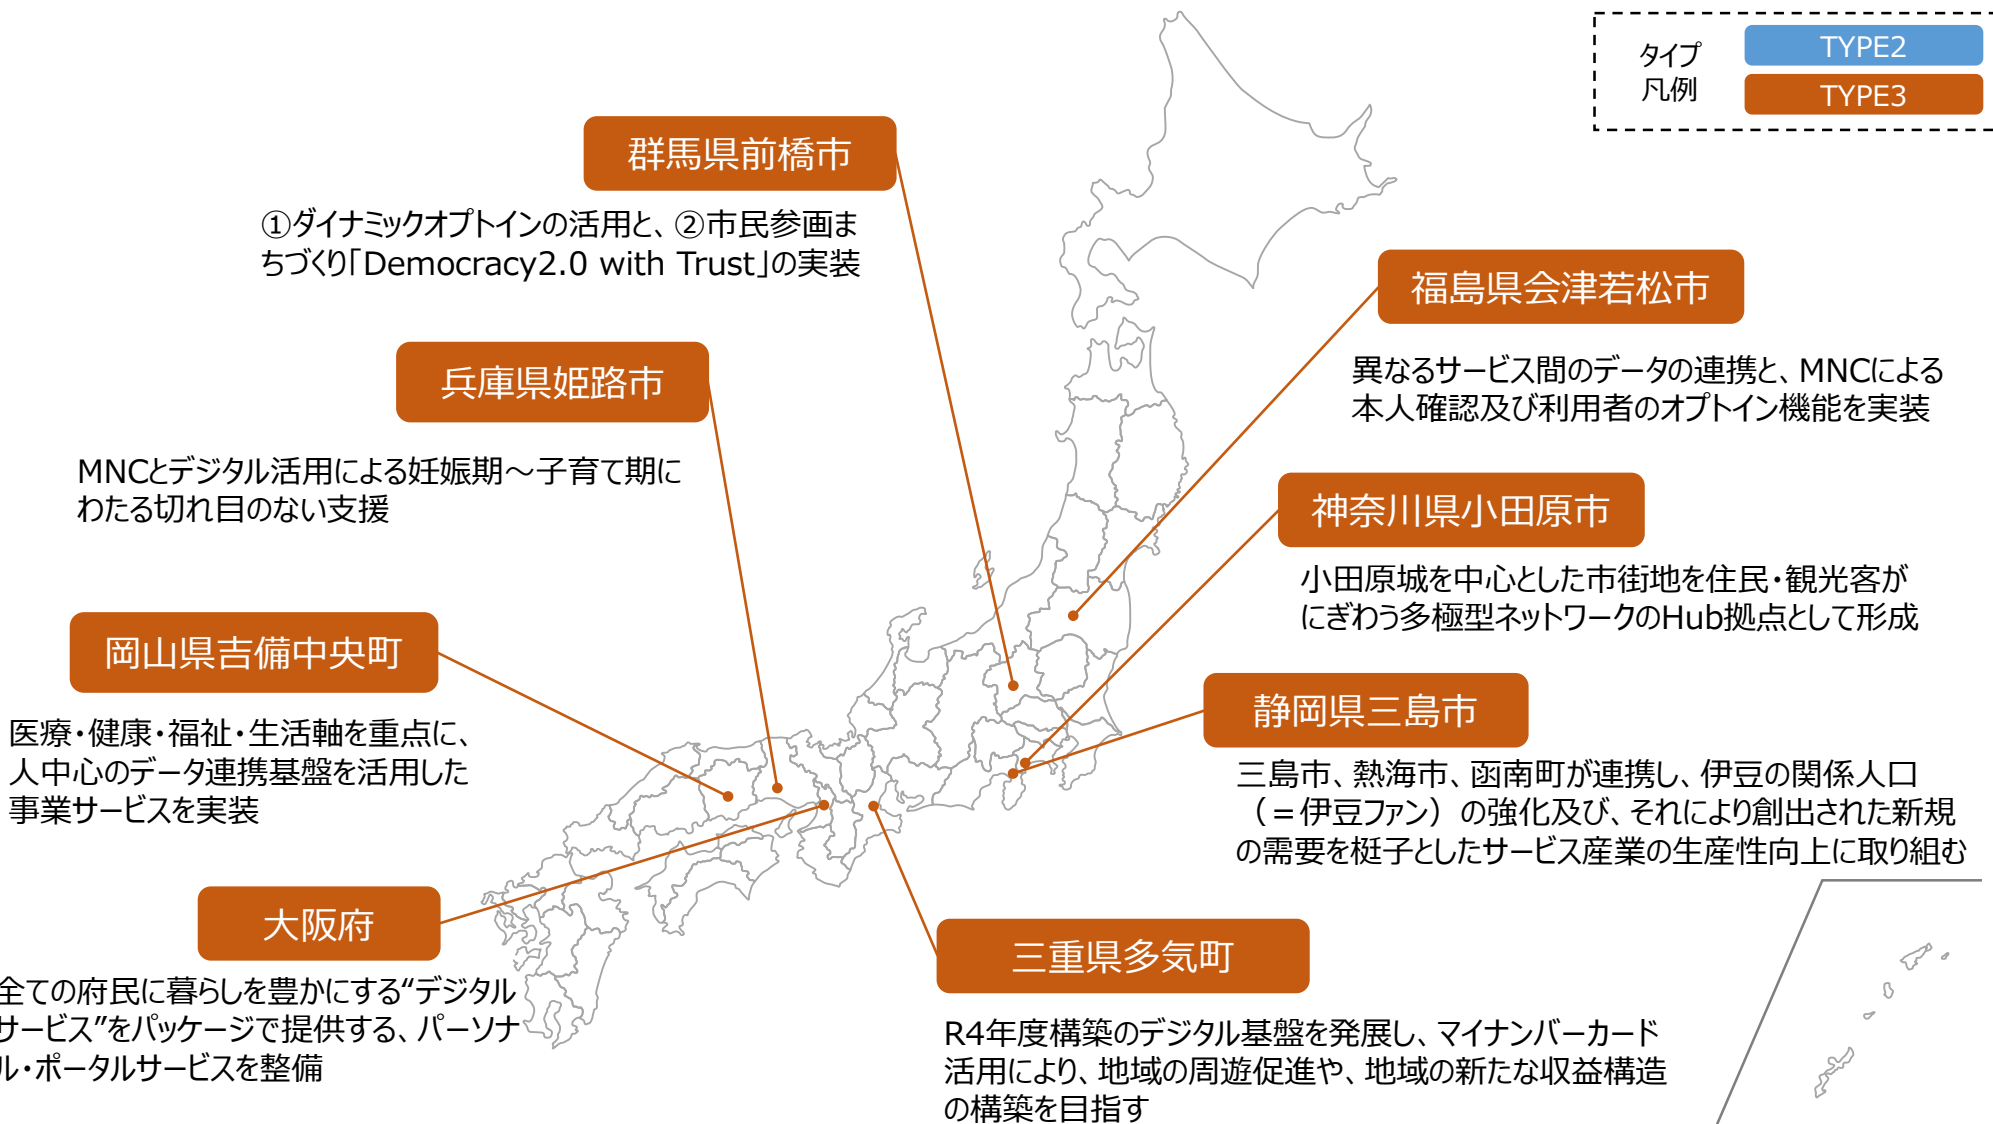 タイプ
凡例
TYPE2
TYPE3
群馬県前橋市
①ダイナミックオプトインの活用と、②市民参画ま
ちづくり「Democracy2.0 with Trust」の実装
福島県会津若松市
異なるサービス間のデータの連携と、MNCによる
本人確認及び利用者のオプトイン機能を実装
兵庫県姫路市
MNCとデジタル活用による妊娠期～子育て期に
わたる切れ目のない支援
神奈川県小田原市
小田原城を中心とした市街地を住民・観光客が
にぎわう多極型ネットワークのHub拠点として形成
岡山県吉備中央町
医療・健康・福祉・生活軸を重点に、
人中心のデータ連携基盤を活用した
事業サービスを実装
静岡県三島市
三島市、熱海市、函南町が連携し、伊豆の関係人口
（＝伊豆ファン）の強化及び、それにより創出された新規
の需要を梃子としたサービス産業の生産性向上に取り組む
大阪府
全ての府民に暮らしを豊かにする“デジタル
サービス”をパッケージで提供する、パーソナ
ル・ポータルサービスを整備
三重県多気町
R4年度構築のデジタル基盤を発展し、マイナンバーカード
活用により、地域の周遊促進や、地域の新たな収益構造
の構築を目指す